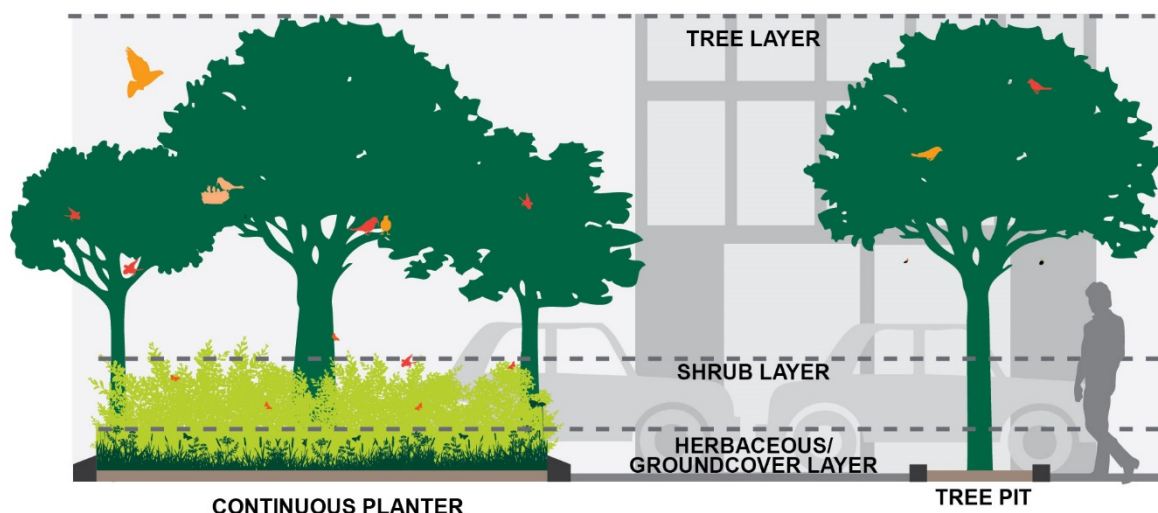 TREE LAYER
SHRUB LAYER
HERBACEOUS/
GROUNDCOVER LAYER
CONTINUOUS PLANTER
TREE PIT